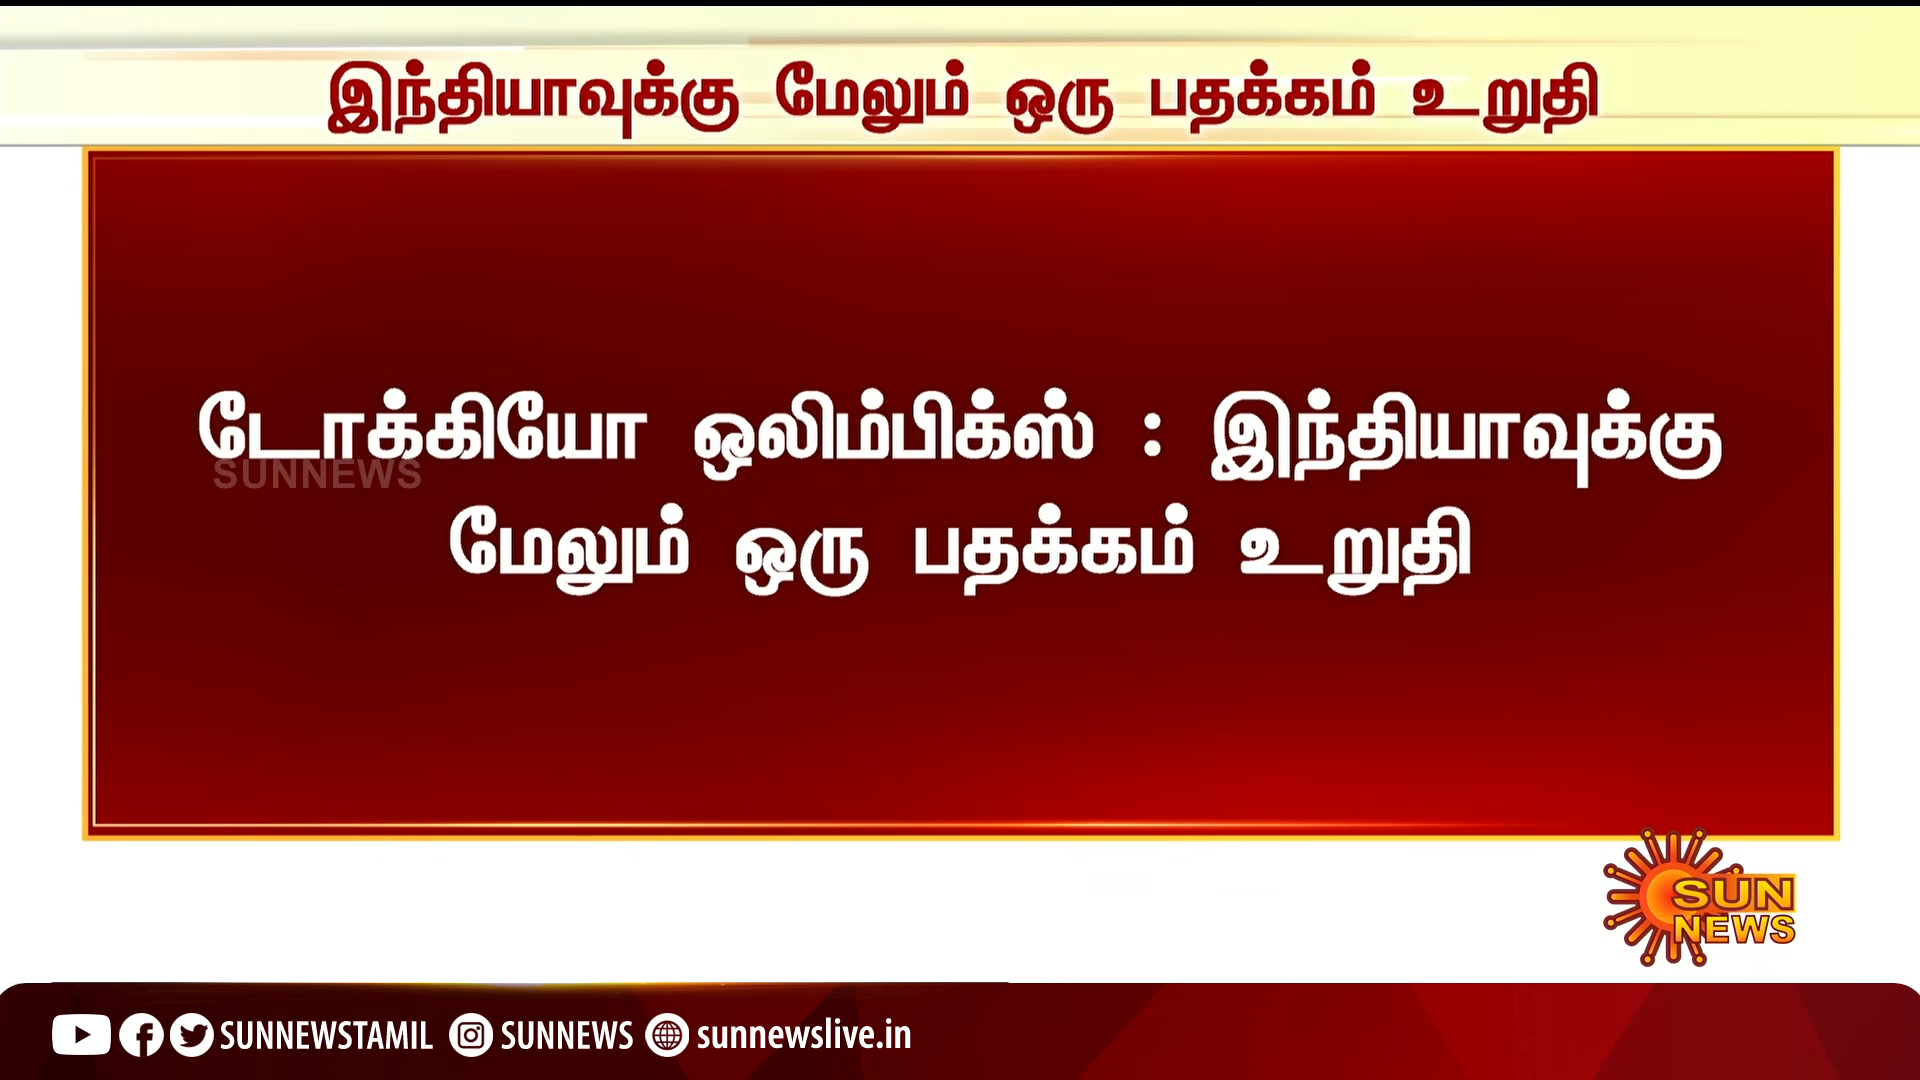 இந்தியாவுக்கு மேலும் ஒரு பதக்கம் உறுதி
டோக்கியோ ஒலிம்பிக்ஸ் : இந்தியாவுக்கு
SUNNEWS
மேலும் ஒரு பதக்கம் உறுதி
SUN
NEWS
SUNNEWSTAMIL SUNNEWS sunnewslive.in